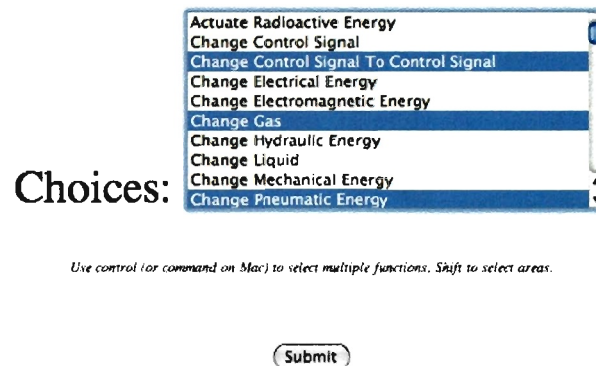 Actuate Radioactive Energy
Change Control Signal
Change Control Signal To Control Signal
Change Electrical Energy
Change Electromagnetic Energy
Change Gas
Change Hydraulic Energy
Change Liquid
Change Mechanical Energy
Choices:
Change Pneumatic Energy
Use control (or command on Mac) to select multiple functions, Shift to select areas.
Submit